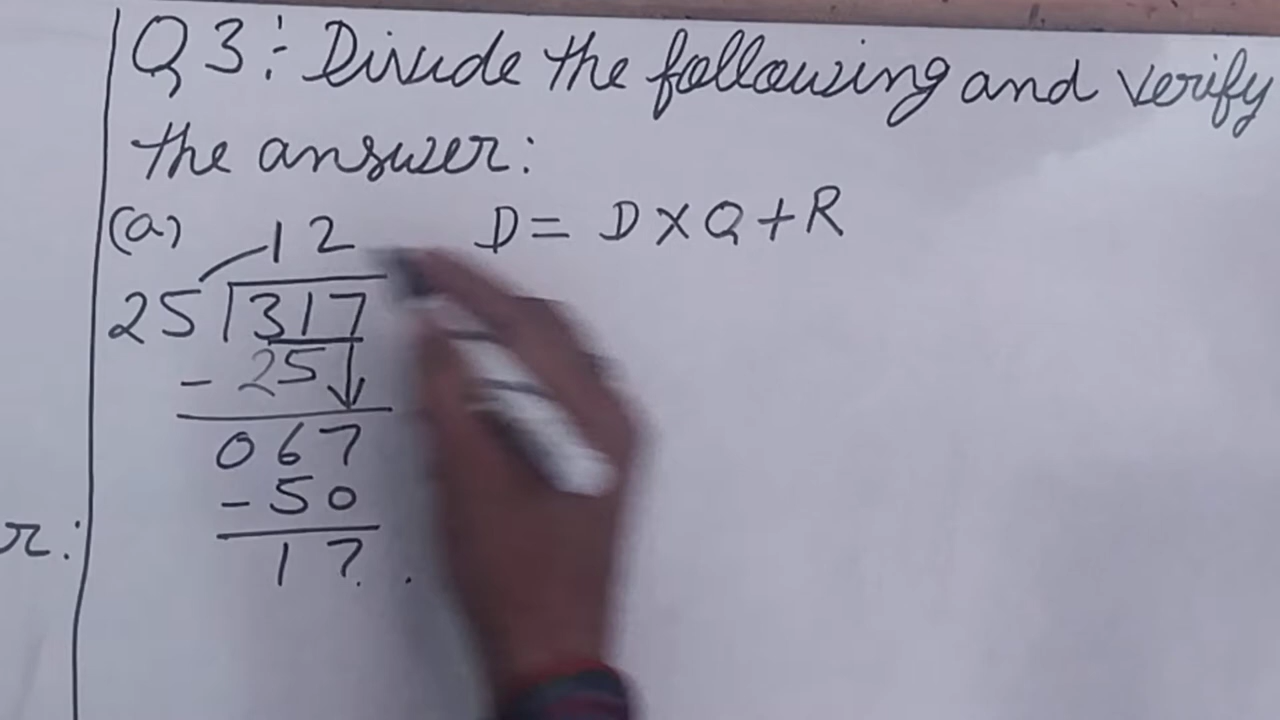 Q3:- Divide the following and verify
the answer:
(a) 12 D = D × Q + R
25 317
- 25
067
- 50
17.
r: